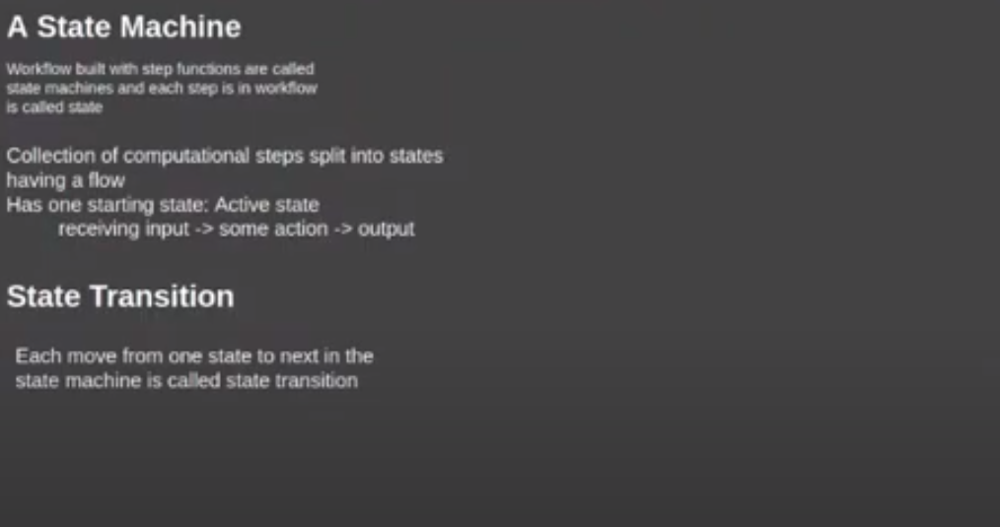 A State Machine
Workflow built with step functions are called
state machines and each step is in workflow
is called state
Collection of computational steps split into states
having a flow
Has one starting state: Active state
receiving input -> some action -> output
State Transition
Each move from one state to next in the
state machine is called state transition